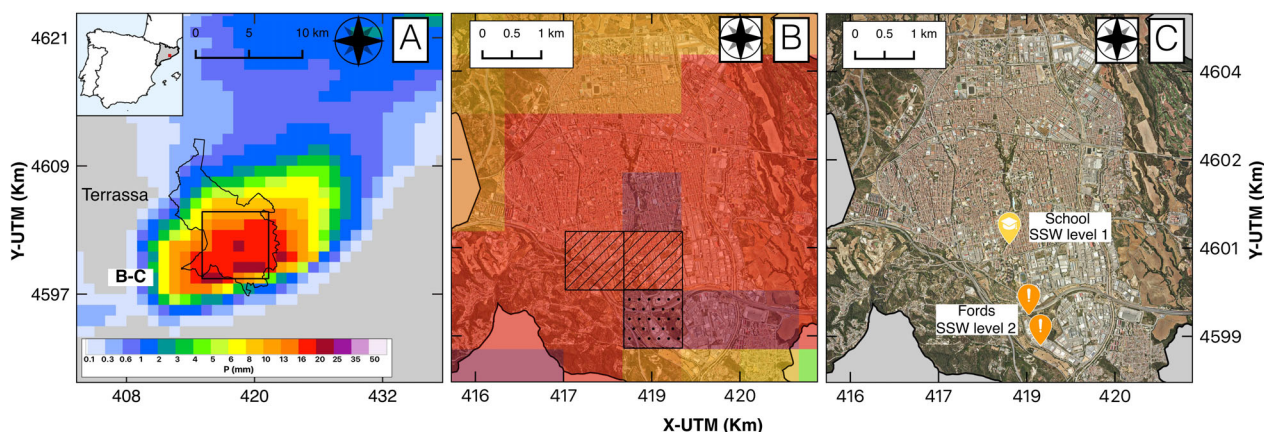 4621
4609
4597
Y-UTM (Km)
0 5 10 km
A
Terrassa
B-C
0.1 0.3 0.6 1 2 3 4 5 6 8 10 13 16 20 25 35 50
P (mm)
408 420 432
0 0.5 1 km
B
416 417 419 420
X-UTM (Km)
0 0.5 1 km
C
School
SSW level 1
Fords
SSW level 2
!
!
416 417 419 420
4604
4602
4601
4599
Y-UTM (Km)